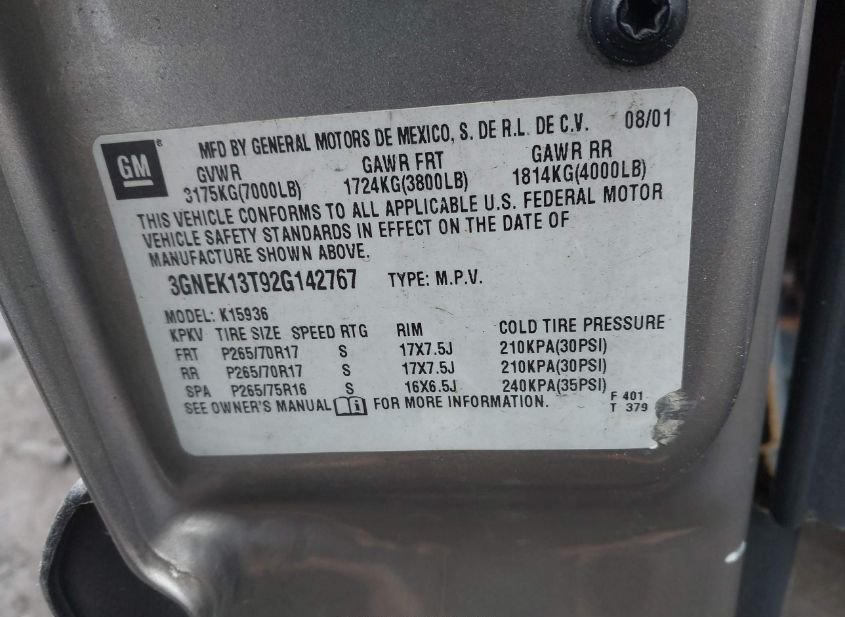 GM ® MFD BY GENERAL MOTORS DE MEXICO, S. DE R.L. DE C.V. 08/01
GVWR GAWR FRT GAWR RR
3175KG(7000LB) 1724KG(3800LB) 1814KG(4000LB)
THIS VEHICLE CONFORMS TO ALL APPLICABLE U.S. FEDERAL MOTOR
VEHICLE SAFETY STANDARDS IN EFFECT ON THE DATE OF
MANUFACTURE SHOWN ABOVE.
3GNEK13T92G142767 TYPE: M.P.V.
MODEL: K15936
KPKV TIRE SIZE SPEED RTG RIM COLD TIRE PRESSURE
FRT P265/70R17 S 17X7.5J 210KPA(30PSI)
RR P265/70R17 S 17X7.5J 210KPA(30PSI)
SPA P265/75R16 S 16X6.5J 240KPA(35PSI)
SEE OWNER'S MANUAL i FOR MORE INFORMATION. F 401
T 379